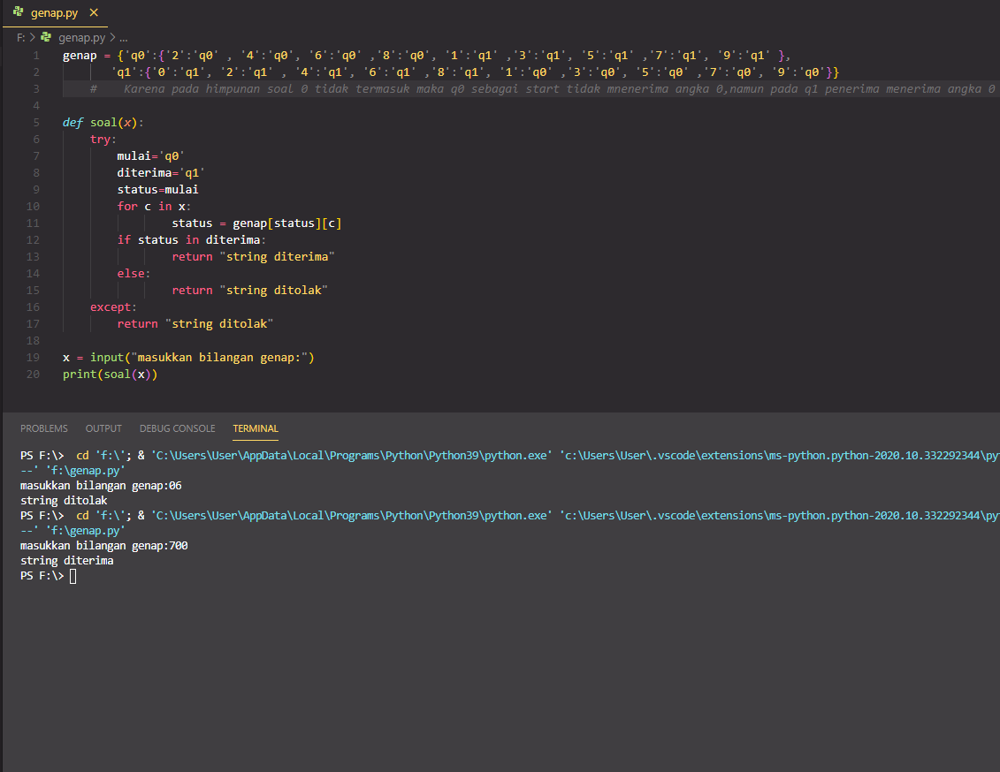 genap.py ×
F: > genap.py > ...
1 genap = {'q0':{'2':'q0' , '4':'q0', '6':'q0' ,'8':'q0', '1':'q1' ,'3':'q1', '5':'q1' ,'7':'q1', '9':'q1' },
2 'q1':{'0':'q1', '2':'q1' , '4':'q1', '6':'q1' ,'8':'q1', '1':'q0' ,'3':'q0', '5':'q0' ,'7':'q0', '9':'q0'}}
3 # Karena pada himpunan soal 0 tidak termasuk maka q0 sebagai start tidak mnenerima angka 0,namun pada q1 penerima menerima angka 0
4
5 def soal(x):
6 try:
7 mulai='q0'
8 diterima='q1'
9 status=mulai
10 for c in x:
11 status = genap[status][c]
12 if status in diterima:
13 return "string diterima"
14 else:
15 return "string ditolak"
16 except:
17 return "string ditolak"
18
19 x = input("masukkan bilangan genap:")
20 print(soal(x))
PROBLEMS OUTPUT DEBUG CONSOLE TERMINAL
PS F:\> cd 'f:\'; & 'C:\Users\User\AppData\Local\Programs\Python\Python39\python.exe' 'c:\Users\User\.vscode\extensions\ms-python.python-2020.10.332292344\py
--' 'f:\genap.py'
masukkan bilangan genap:06
string ditolak
PS F:\> cd 'f:\'; & 'C:\Users\User\AppData\Local\Programs\Python\Python39\python.exe' 'c:\Users\User\.vscode\extensions\ms-python.python-2020.10.332292344\py
--' 'f:\genap.py'
masukkan bilangan genap:700
string diterima
PS F:\>